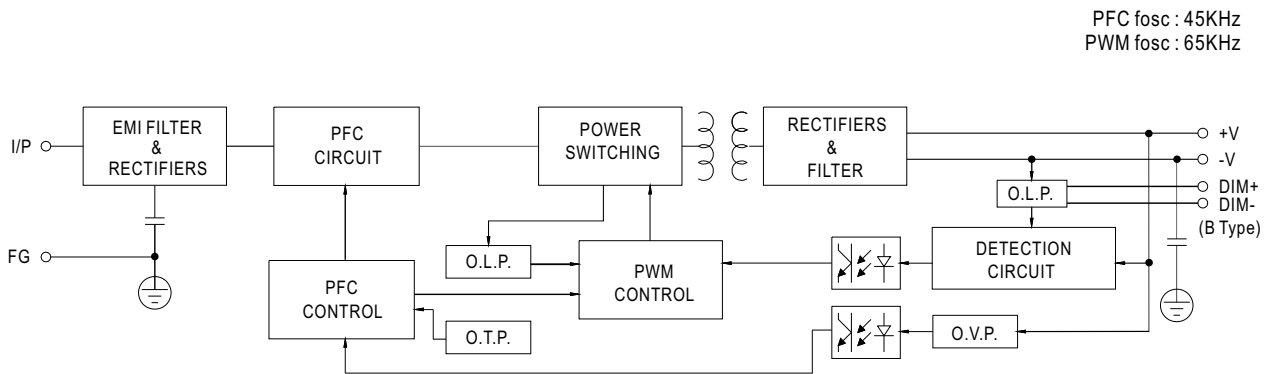 PFC fosc : 45KHz
PWM fosc : 65KHz
I/P
EMI FILTER
&
RECTIFIERS
PFC
CIRCUIT
POWER
SWITCHING
RECTIFIERS
&
FILTER
+V
-V
O.L.P.
DIM+
DIM-
(B Type)
FG
PFC
CONTROL
O.L.P.
PWM
CONTROL
DETECTION
CIRCUIT
O.T.P.
O.V.P.